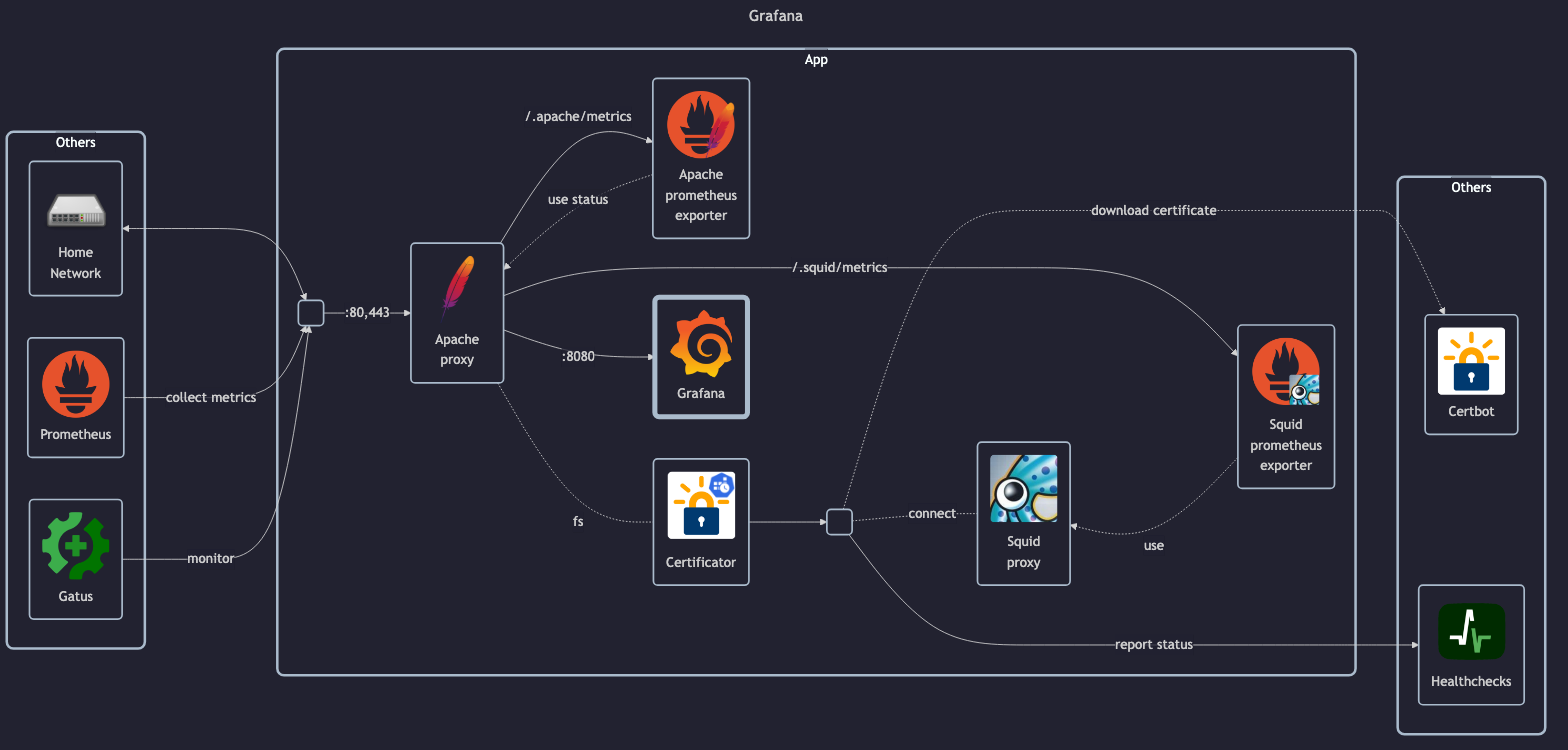 Grafana
App
Others
Home
Network
Prometheus
Gatus
collect metrics
monitor
:80,443
Apache
proxy
/.apache/metrics
use status
Apache
prometheus
exporter
/.squid/metrics
:8080
Grafana
fs
Certificator
download certificate
connect
Squid
proxy
use
Squid
prometheus
exporter
report status
Others
Certbot
Healthchecks